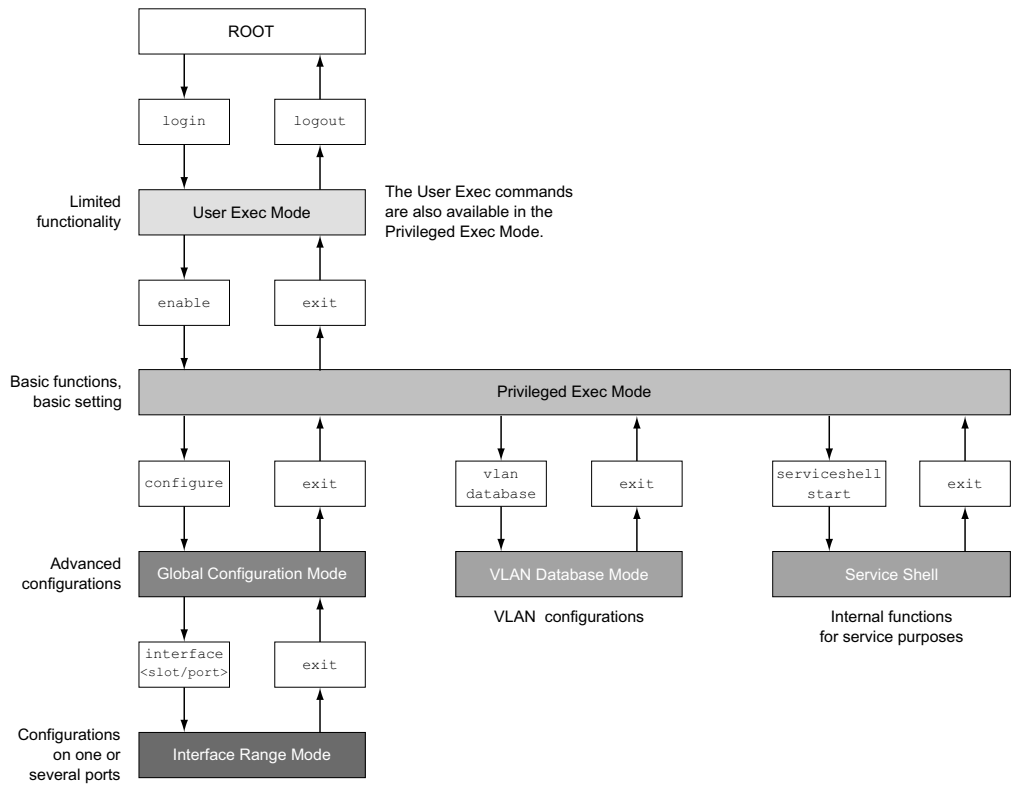 ROOT
login
logout
Limited
functionality
User Exec Mode
The User Exec commands
are also available in the
Privileged Exec Mode.
enable
exit
Basic functions,
basic setting
Privileged Exec Mode
configure
exit
vlan
database
exit
serviceshell
start
exit
Advanced
configurations
Global Configuration Mode
VLAN Database Mode
Service Shell
VLAN configurations
Internal functions
for service purposes
interface
<slot/port>
exit
Configurations
on one or
several ports
Interface Range Mode